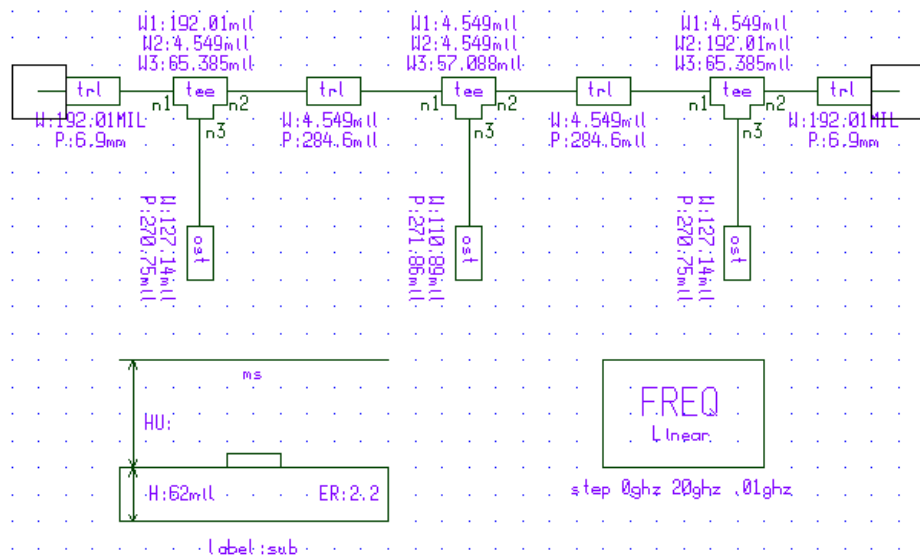 W1:192.01mil
W2:4.549mil
W3:65.385mil
W1:4.549mil
W2:4.549mil
W3:57.088mil
W1:4.549mil
W2:192.01mil
W3:65.385mil
trl
tee
trl
tee
trl
tee
trl
n1
n2
n3
n1
n2
n3
n1
n2
n3
W:192.01MIL
P:6.9mm
W:4.549mil
P:284.6mil
W:4.549mil
P:284.6mil
W:192.01MIL
P:6.9mm
W:127.14mil
P:270.75mil
ost
W:110.89mil
P:271.86mil
ost
W:127.14mil
P:270.75mil
ost
ms
HU:
H:62mil
ER:2.2
label:sub
FREQ
Linear
step 0ghz 20ghz .01ghz